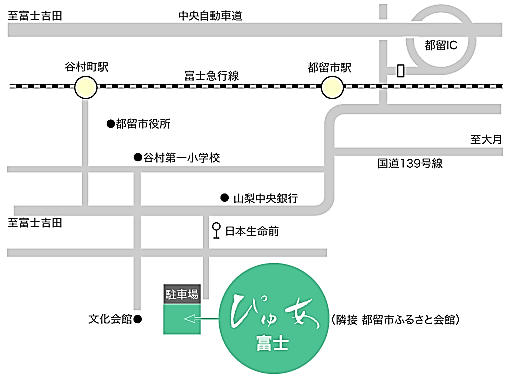 至富士吉田
中央自動車道
都留IC
谷村町駅
富士急行線
都留市駅
都留市役所
至大月
谷村第一小学校
国道139号線
山梨中央銀行
至富士吉田
日本生命前
駐車場
ぴゅあ
富士
文化会館
(隣接 都留市ふるさと会館)